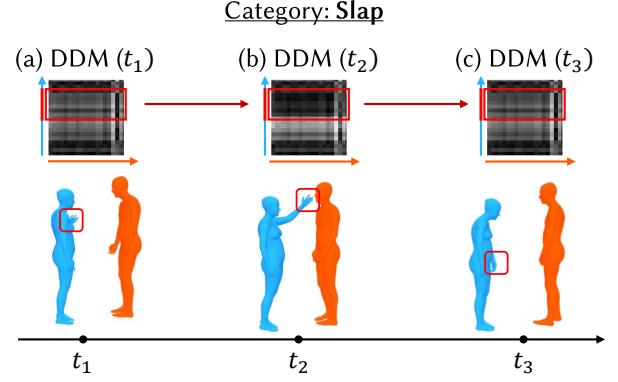 Category: Slap
(a) DDM (t₁)
(b) DDM (t₂)
(c) DDM (t₃)
t₁
t₂
t₃